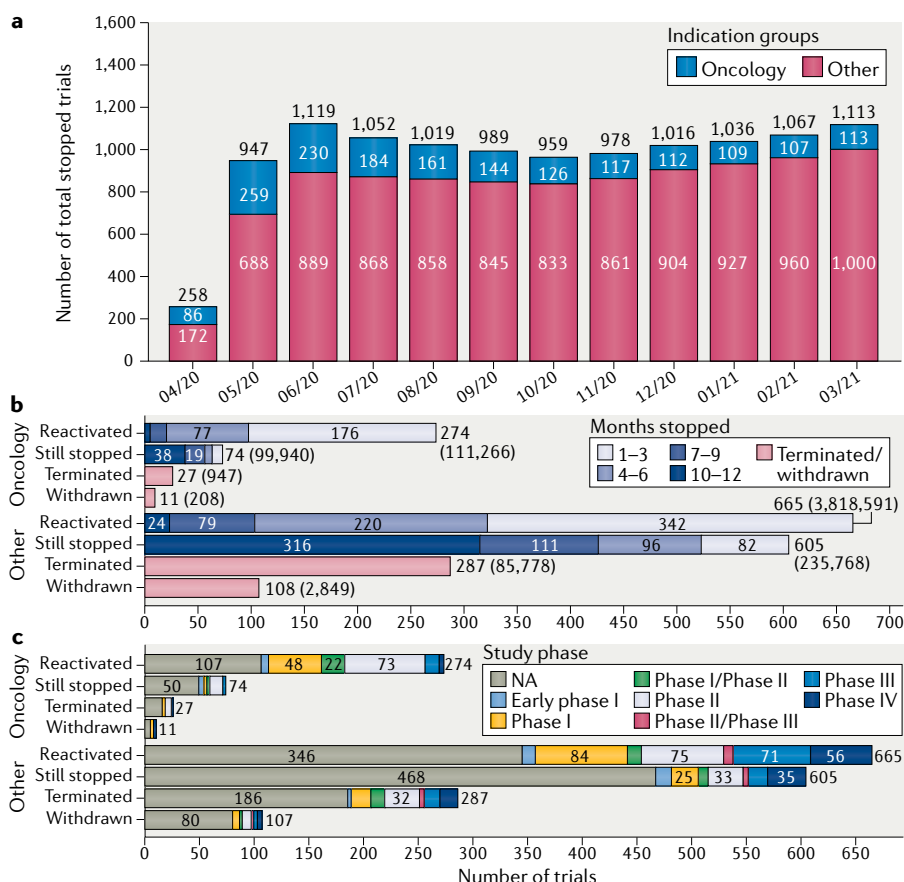 a
Number of total stopped trials
1,600
1,400
1,200
1,000
800
600
400
200
0
Indication groups
Oncology Other
258 947 1,119 1,052 1,019 989 959 978 1,016 1,036 1,067 1,113
86 259 230 184 161 144 126 117 112 109 107 113
172 688 889 868 858 845 833 861 904 927 960 1,000
04/20 05/20 06/20 07/20 08/20 09/20 10/20 11/20 12/20 01/21 02/21 03/21
b
Oncology
Reactivated 77 176 274
(111,266)
Still stopped 38 19 74 (99,940)
Terminated 27 (947)
Withdrawn 11 (208)
Months stopped
1–3 7–9 Terminated/
4–6 10–12 withdrawn
Other
665 (3,818,591)
Reactivated 24 79 220 342
Still stopped 316 111 96 82 605
(235,768)
Terminated 287 (85,778)
Withdrawn 108 (2,849)
0 50 100 150 200 250 300 350 400 450 500 550 600 650 700
c
Oncology
Reactivated 107 48 22 73 274
Still stopped 50 74
Terminated 27
Withdrawn 11
Study phase
NA Phase I/Phase II Phase III
Early phase I Phase II Phase IV
Phase I Phase II/Phase III
Other
Reactivated 346 84 75 71 56 665
Still stopped 468 25 33 35 605
Terminated 186 32 287
Withdrawn 80 107
0 50 100 150 200 250 300 350 400 450 500 550 600 650
Number of trials